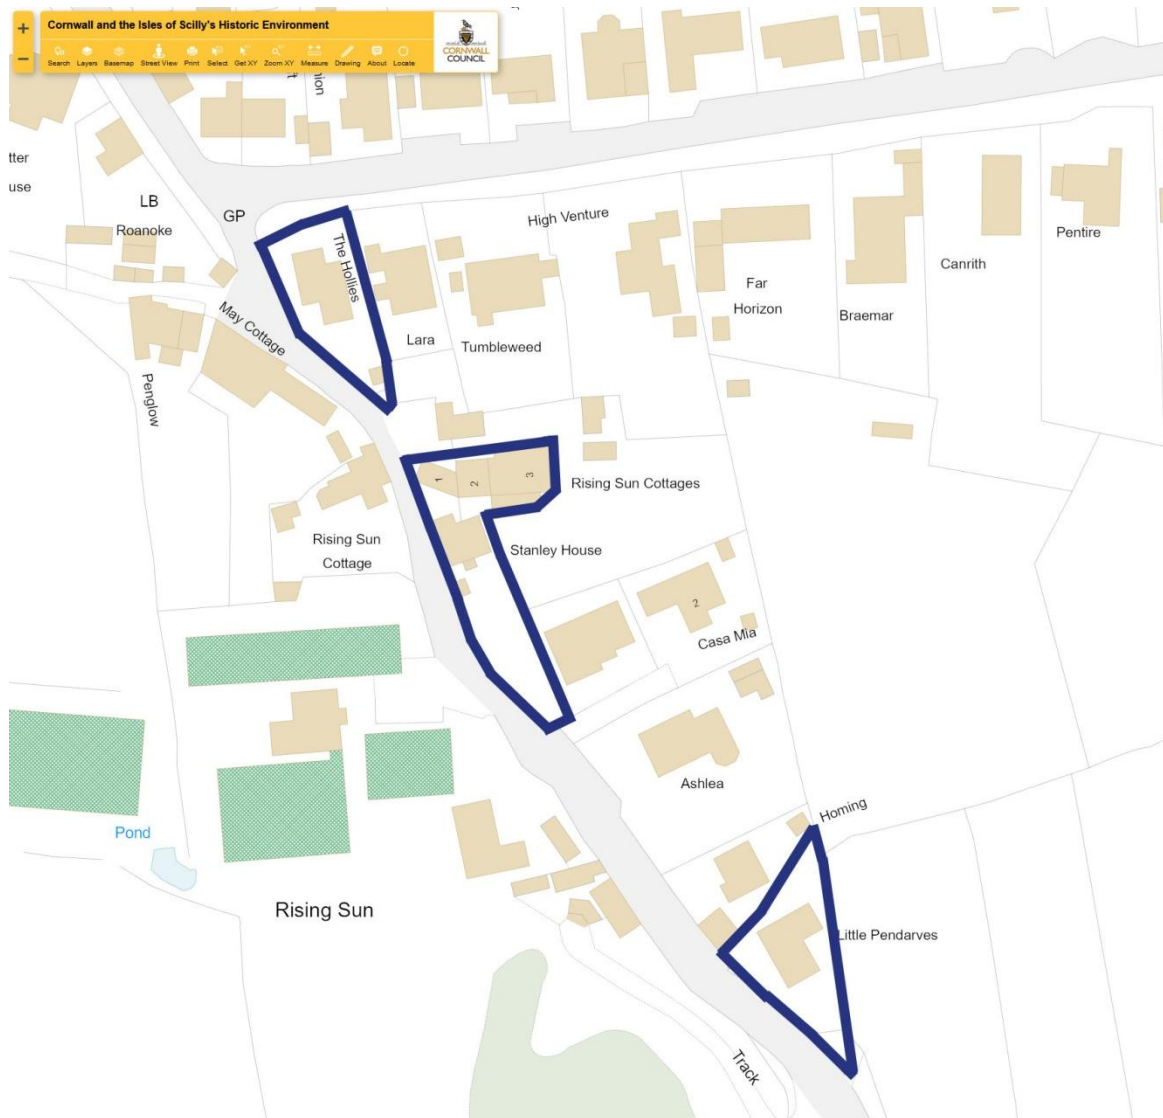 Cornwall and the Isles of Scilly's Historic Environment
Search Layers Basemap Street View Print Select Get XY Zoom XY Measure Drawing About Locate
CORNWALL
COUNCIL
LB
GP
Roanoke
The Hollies
High Venture
Pentire
Canrith
Far
Horizon
Braemar
May Cottage
Lara
Tumbleweed
Penglow
1
2
3
Rising Sun Cottages
Rising Sun
Cottage
Stanley House
2
Casa Mia
Ashlea
Homing
Pond
Rising Sun
Little Pendarves
Track